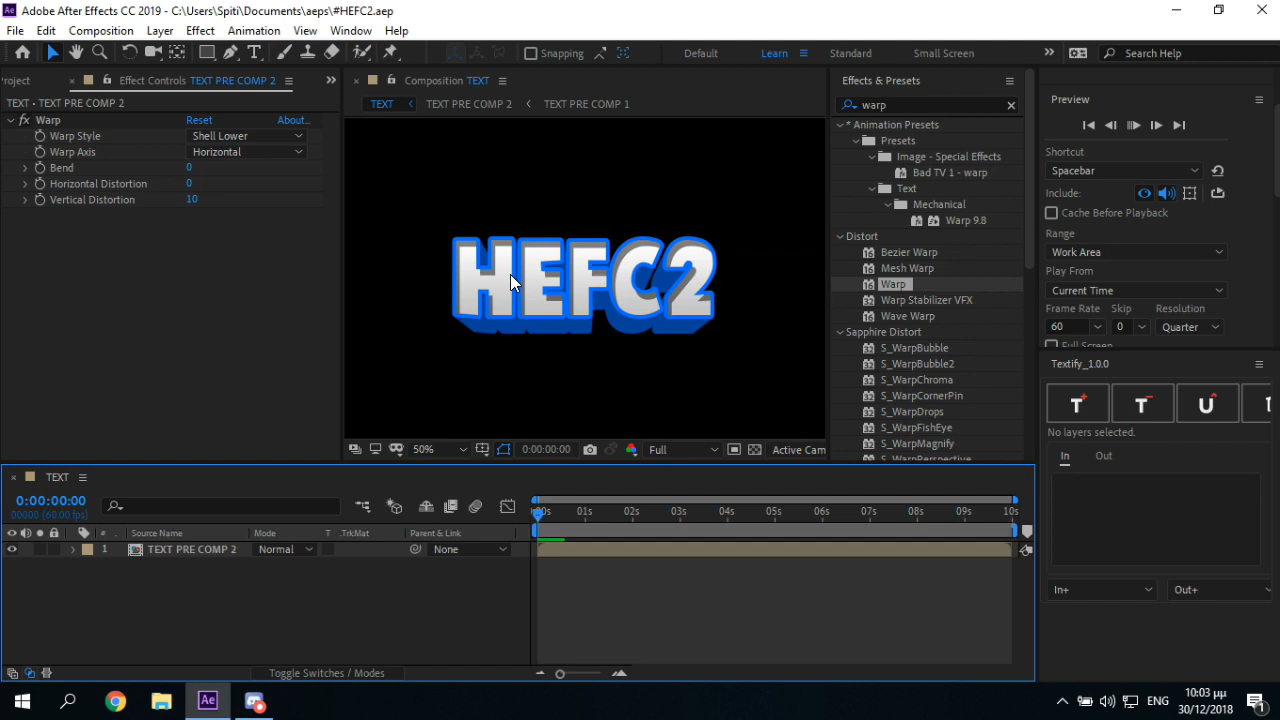 Adobe After Effects CC 2019 - C:\Users\Spiti\Documents\aeps\#HEFC2.aep
File Edit Composition Layer Effect Animation View Window Help
Snapping Default Learn Standard Small Screen Search Help
Project Effect Controls TEXT PRE COMP 2
TEXT • TEXT PRE COMP 2
fx Warp Reset About...
Warp Style Shell Lower
Warp Axis Horizontal
Bend 0
Horizontal Distortion 0
Vertical Distortion 10
Composition TEXT
TEXT TEXT PRE COMP 2 TEXT PRE COMP 1
HEFC2
50% 0:00:00:00 Full Active Cam
Effects & Presets
warp
* Animation Presets
Presets
Image - Special Effects
Bad TV 1 - warp
Text
Mechanical
Warp 9.8
Distort
Bezier Warp
Mesh Warp
Warp
Warp Stabilizer VFX
Wave Warp
Sapphire Distort
S_WarpBubble
S_WarpBubble2
S_WarpChroma
S_WarpCornerPin
S_WarpDrops
S_WarpFishEye
S_WarpMagnify
S_WarpPerspective
Preview
Shortcut
Spacebar
Include:
Cache Before Playback
Range
Work Area
Play From
Current Time
Frame Rate Skip Resolution
60 0 Quarter
Full Screen
Textify_1.0.0
T T U
No layers selected.
In Out
In+ Out+
TEXT
0:00:00:00
00000 (60.00 fps)
# Source Name Mode T .TrkMat Parent & Link
1 TEXT PRE COMP 2 Normal None
:00s 01s 02s 03s 04s 05s 06s 07s 08s 09s 10s
Toggle Switches / Modes
Ae
ENG
10:03 μμ
30/12/2018
1